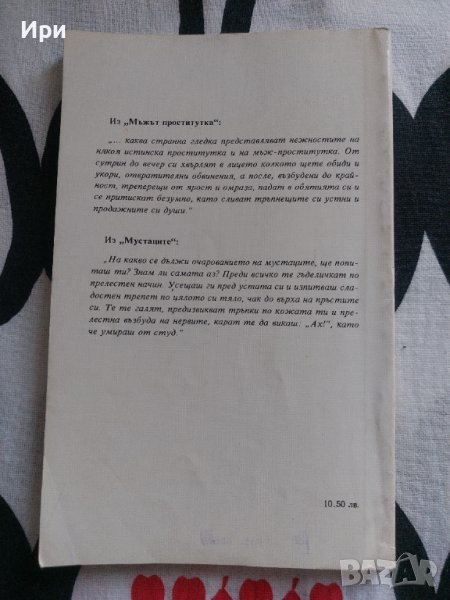 Ири
Из „Мъжът проститутка":
„... каква странна гледка представляват нежностите на
някоя истинска проститутка и на мъж-проститутка. От
сутрин до вечер си хвърлят в лицето колкото щете обиди и
укори, отвратителни обвинения, а после, възбудени до край-
ност, треперещи от ярост и омраза, падат в обятията си и
се притискат безумно, като сливат тръпнещите си устни и
продажните си души."
Из „Мустаците":
„На какво се дължи очарованието на мустаците, ще попи-
таш ти? Знам ли самата аз? Преди всичко те гъделичкат по
прелестен начин. Усещаш ги пред устата си и изпитваш сла-
достен трепет по цялото си тяло, чак до върха на пръстите
си. Те те галят, предизвикват тръпки по кожата ти и пре-
лестна възбуда на нервите, карат те да викаш. „Ах!", като
че умираш от студ."
10.50 лв.
BAZAR